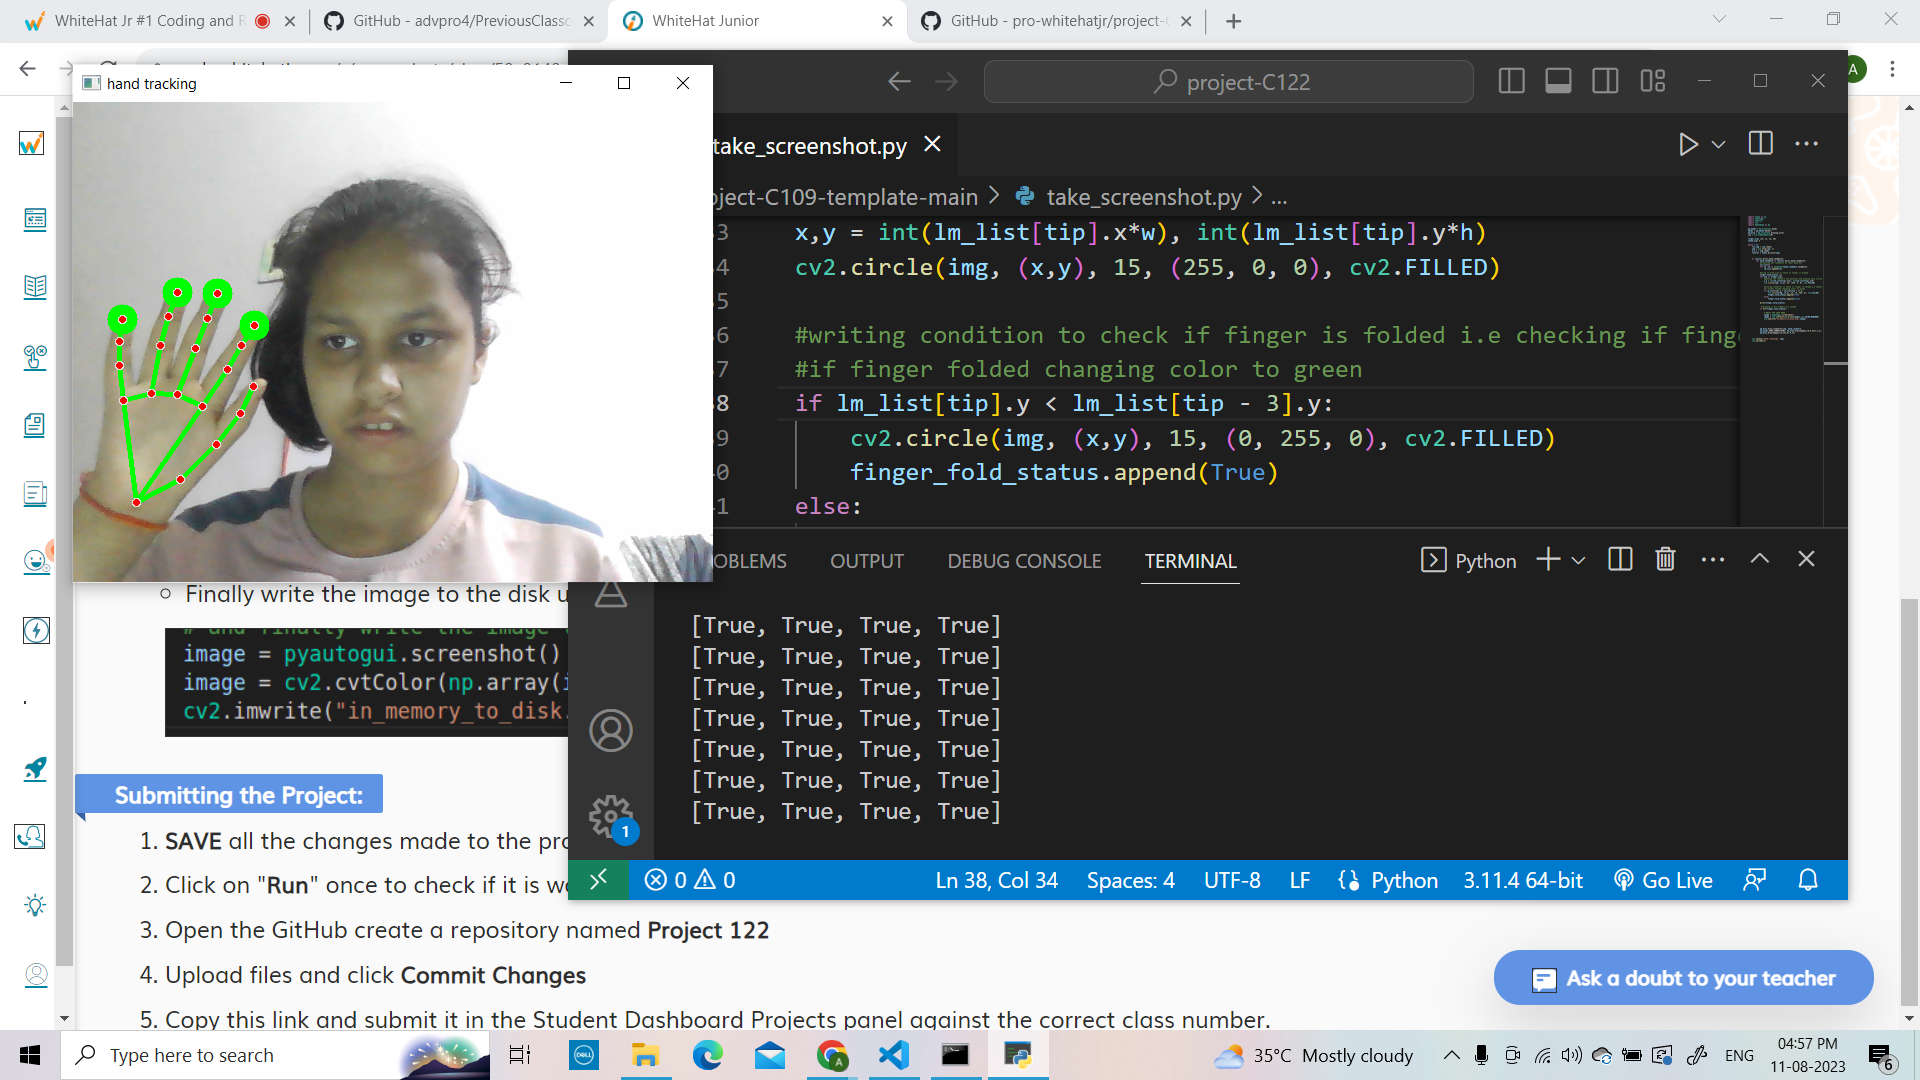 WhiteHat Jr #1 Coding and R
GitHub - advpro4/PreviousClassc
WhiteHat Junior
GitHub - pro-whitehatjr/project-C
A
hand tracking
project-C122
take_screenshot.py
oject-C109-template-main
take_screenshot.py
...
3
x,y = int(lm_list[tip].x*w), int(lm_list[tip].y*h)
4
cv2.circle(img, (x,y), 15, (255, 0, 0), cv2.FILLED)
5
6
#writing condition to check if finger is folded i.e checking if fing
7
#if finger folded changing color to green
8
if lm_list[tip].y < lm_list[tip - 3].y:
9
cv2.circle(img, (x,y), 15, (0, 255, 0), cv2.FILLED)
0
finger_fold_status.append(True)
1
else:
OBLEMS
OUTPUT
DEBUG CONSOLE
TERMINAL
Python
[True, True, True, True]
[True, True, True, True]
[True, True, True, True]
[True, True, True, True]
[True, True, True, True]
[True, True, True, True]
[True, True, True, True]
1
0
0
Ln 38, Col 34
Spaces: 4
UTF-8
LF
Python
3.11.4 64-bit
Go Live
Finally write the image to the disk u
image = pyautogui.screenshot()
image = cv2.cvtColor(np.array(i
cv2.imwrite("in_memory_to_disk.
Submitting the Project:
1. SAVE all the changes made to the pro
2. Click on "Run" once to check if it is wo
3. Open the GitHub create a repository named Project 122
4. Upload files and click Commit Changes
5. Copy this link and submit it in the Student Dashboard Projects panel against the correct class number.
Ask a doubt to your teacher
Type here to search
DELL
35°C Mostly cloudy
ENG
04:57 PM
11-08-2023
6